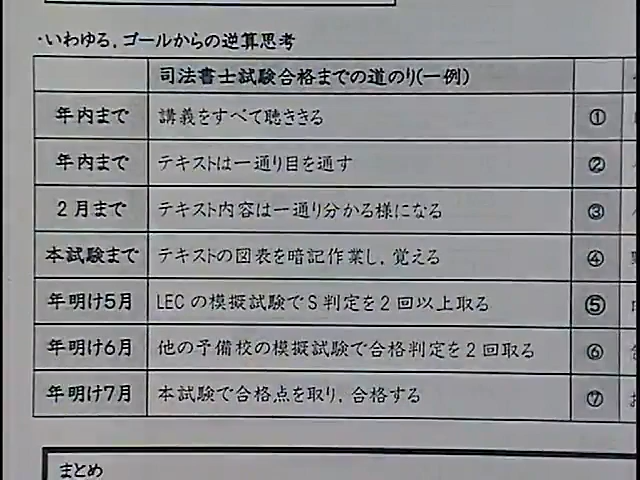 ・いわゆる，ゴールからの逆算思考
司法書士試験合格までの道のり(一例)
年内まで 講義をすべて聴ききる ①
年内まで テキストは一通り目を通す ②
2月まで テキスト内容は一通り分かる様になる ③
本試験まで テキストの図表を暗記作業し，覚える ④
年明け5月 LECの模擬試験でS判定を2回以上取る ⑤
年明け6月 他の予備校の模擬試験で合格判定を2回取る ⑥
年明け7月 本試験で合格点を取り，合格する ⑦
まとめ